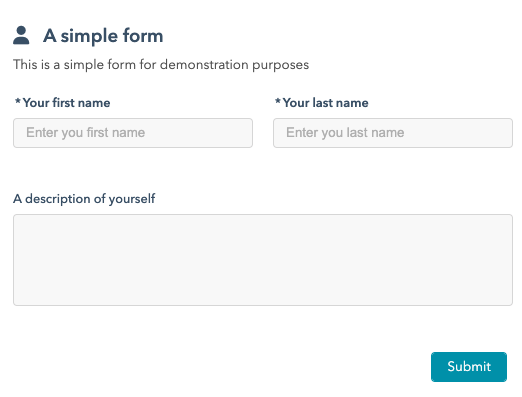 A simple form
This is a simple form for demonstration purposes
* Your first name
* Your last name
Enter you first name
Enter you last name
A description of yourself
Submit